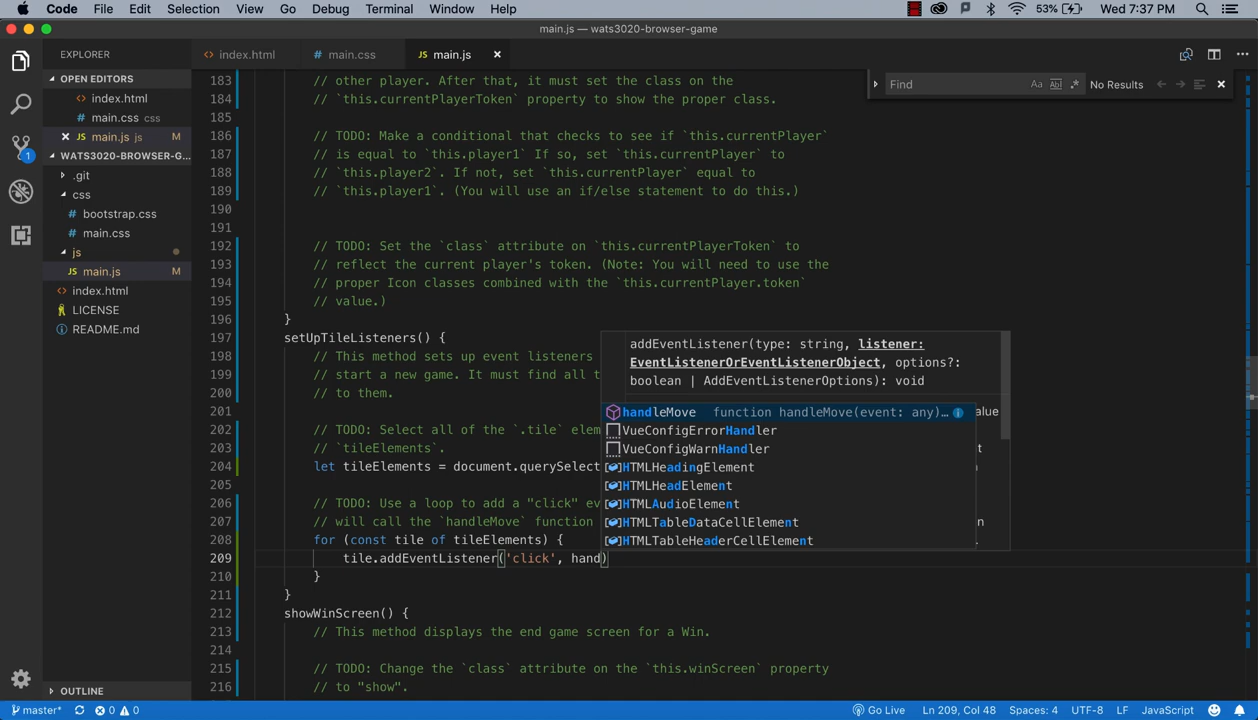 Code File Edit Selection View Go Debug Terminal Window Help 53% Wed 7:37 PM
main.js — wats3020-browser-game
EXPLORER
index.html main.css main.js
OPEN EDITORS
index.html
main.css css
main.js js M
WATS3020-BROWSER-G...
.git
css
bootstrap.css
main.css
js
main.js M
index.html
LICENSE
README.md
OUTLINE
1
Find Aa Abl .* No Results
183 // other player. After that, it must set the class on the
184 // `this.currentPlayerToken` property to show the proper class.
185
186 // TODO: Make a conditional that checks to see if `this.currentPlayer`
187 // is equal to `this.player1` If so, set `this.currentPlayer` to
188 // `this.player2`. If not, set `this.currentPlayer` equal to
189 // `this.player1`. (You will use an if/else statement to do this.)
190
191
192 // TODO: Set the `class` attribute on `this.currentPlayerToken` to
193 // reflect the current player's token. (Note: You will need to use the
194 // proper Icon classes combined with the `this.currentPlayer.token`
195 // value.)
196 }
197 setUpTileListeners() {
198 // This method sets up event listeners
199 // start a new game. It must find all t
200 // to them.
201
202 // TODO: Select all of the .tile` elem
203 // `tileElements`.
204 let tileElements = document.querySelect
205
206 // TODO: Use a loop to add a "click" ev
207 // will call the `handleMove` function
208 for (const tile of tileElements) {
209 tile.addEventListener('click', hand)
210 }
211 }
212 showWinScreen() {
213 // This method displays the end game screen for a Win.
214
215 // TODO: Change the `class` attribute on the `this.winScreen` property
216 // to "show".
addEventListener(type: string, listener:
EventListenerOrEventListenerObject, options?:
boolean | AddEventListenerOptions): void
handleMove function handleMove(event: any)… alue
VueConfigErrorHandler
VueConfigWarnHandler
HTMLHeadingElement
HTMLHeadElement
HTMLAudioElement
HTMLTableDataCellElement
HTMLTableHeaderCellElement
master* 0 0 Go Live Ln 209, Col 48 Spaces: 4 UTF-8 LF JavaScript